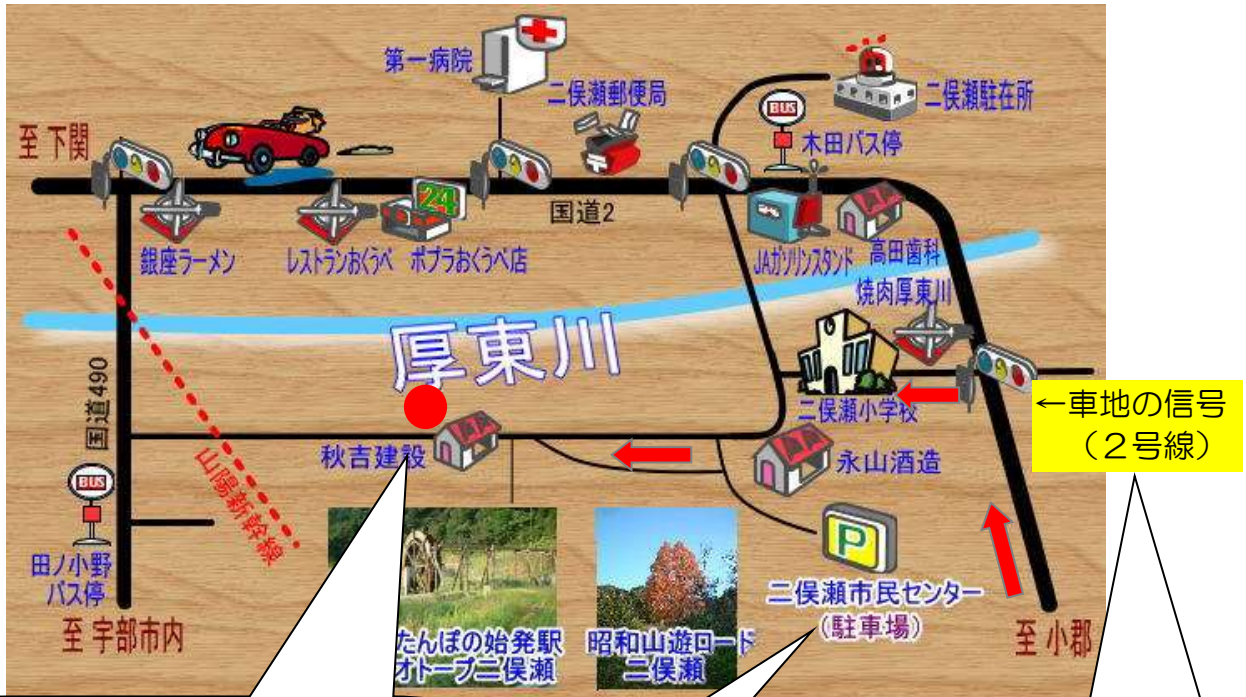 第一病院
二俣瀬郵便局
BUS
二俣瀬駐在所
木田バス停
至 下関
24
国道2
銀座ラーメン
レストランおくうべ
ポプラおくうべ店
JAガソリンスタンド
高田歯科
焼肉厚東川
厚東川
二俣瀬小学校
←車地の信号
(2号線)
国道490
秋吉建設
永山酒造
山陽新幹線
BUS
田ノ小野
バス停
P
二俣瀬市民センター
(駐車場)
至 宇部市内
たんぼの始発駅
オトープ二俣瀬
昭和山遊ロード
二俣瀬
至 小郡